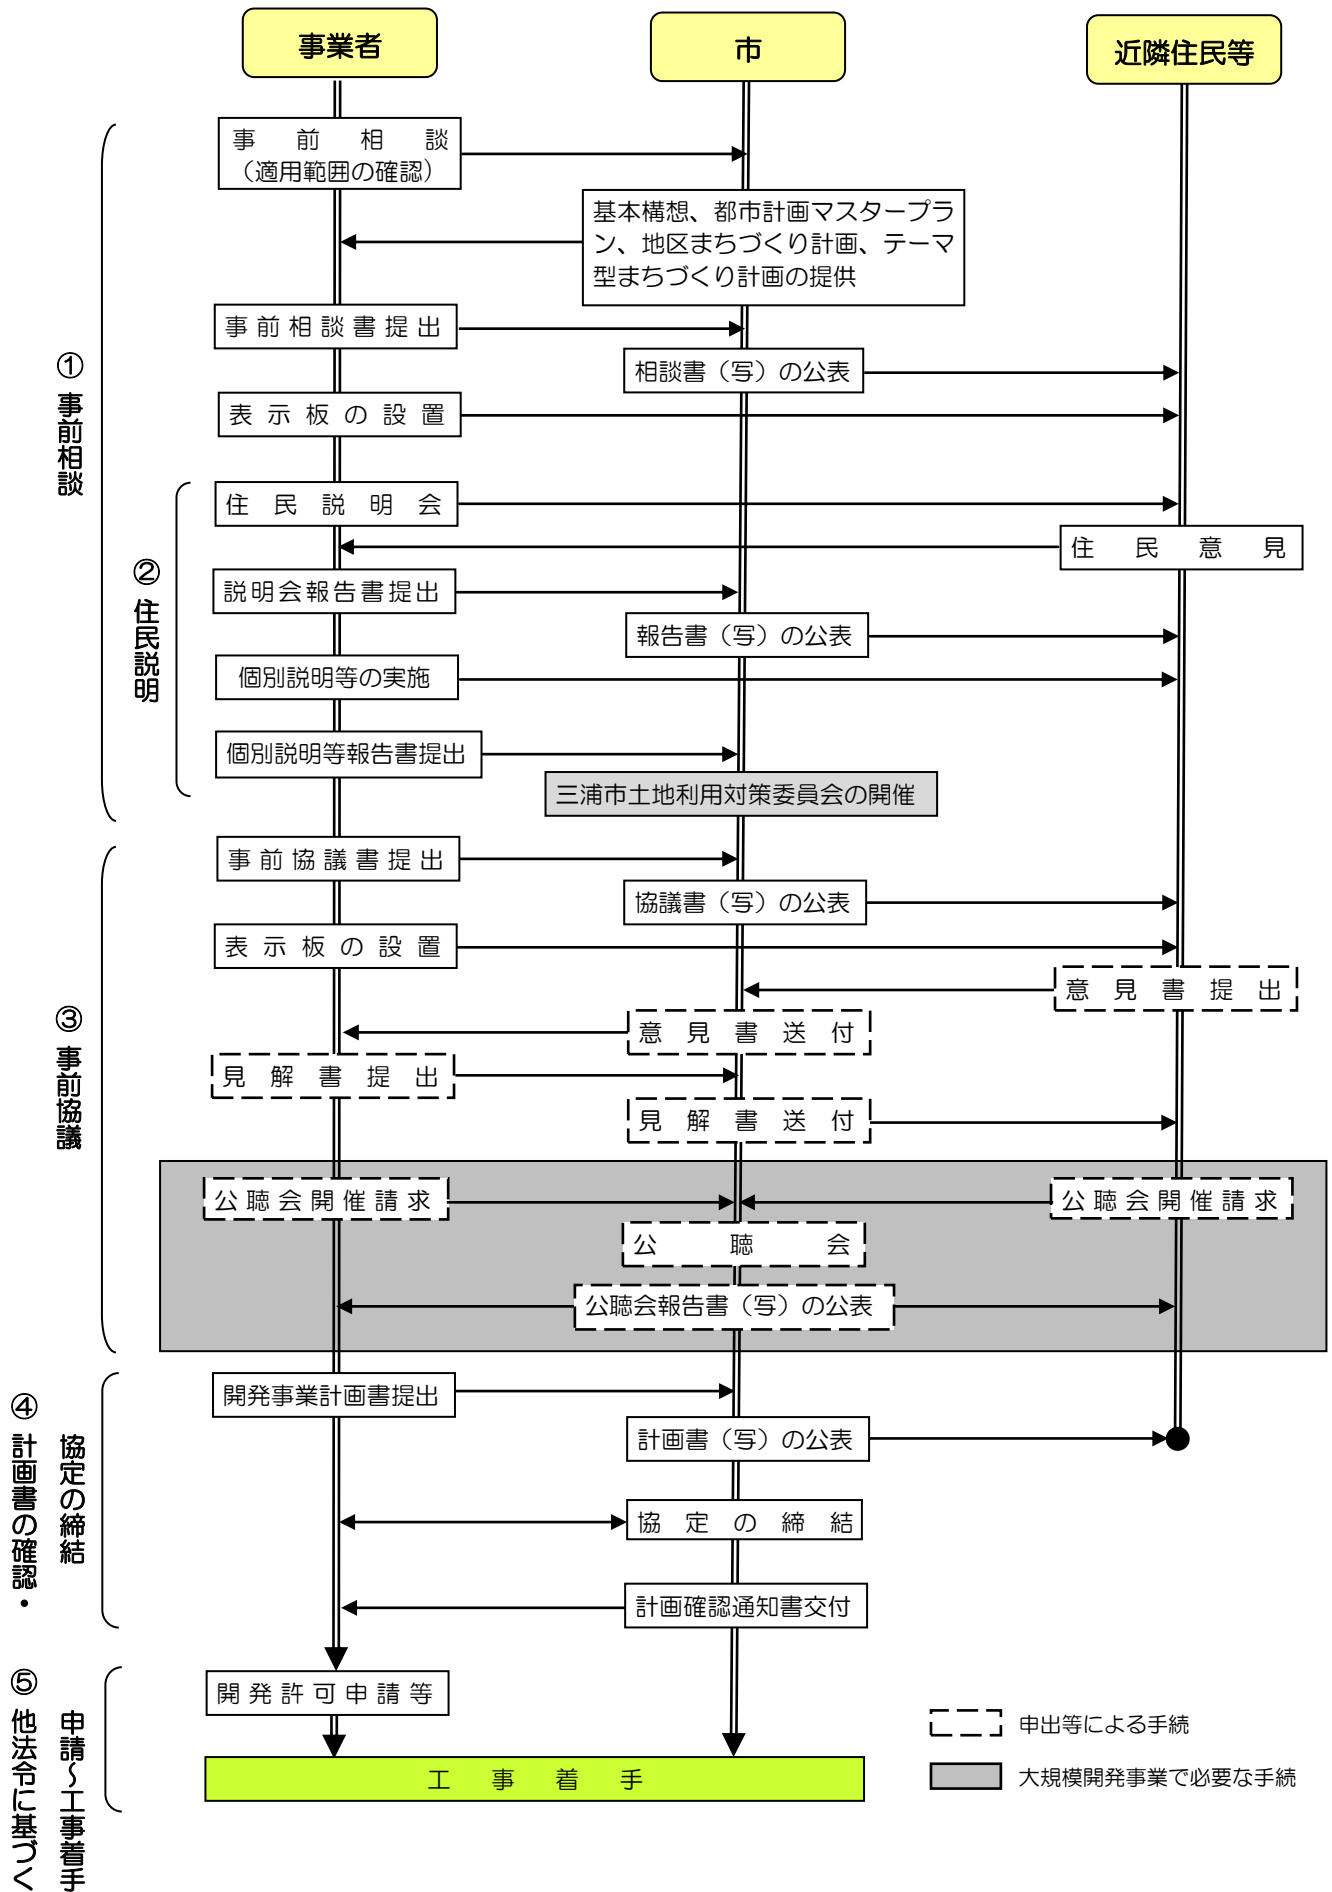 事業者
市
近隣住民等
① 事前相談
事前相談
（適用範囲の確認）
基本構想、都市計画マスタープラ
ン、地区まちづくり計画、テーマ
型まちづくり計画の提供
事前相談書提出
相談書（写）の公表
表示板の設置
② 住民説明
住民説明会
住民意見
説明会報告書提出
報告書（写）の公表
個別説明等の実施
個別説明等報告書提出
三浦市土地利用対策委員会の開催
③ 事前協議
事前協議書提出
協議書（写）の公表
表示板の設置
意見書提出
意見書送付
見解書提出
見解書送付
公聴会開催請求
公聴会開催請求
公聴会
公聴会報告書（写）の公表
④ 計画書の確認・
協定の締結
開発事業計画書提出
計画書（写）の公表
協定の締結
計画確認通知書交付
⑤ 他法令に基づく
申請～工事着手
開発許可申請等
工事着手
申出等による手続
大規模開発事業で必要な手続